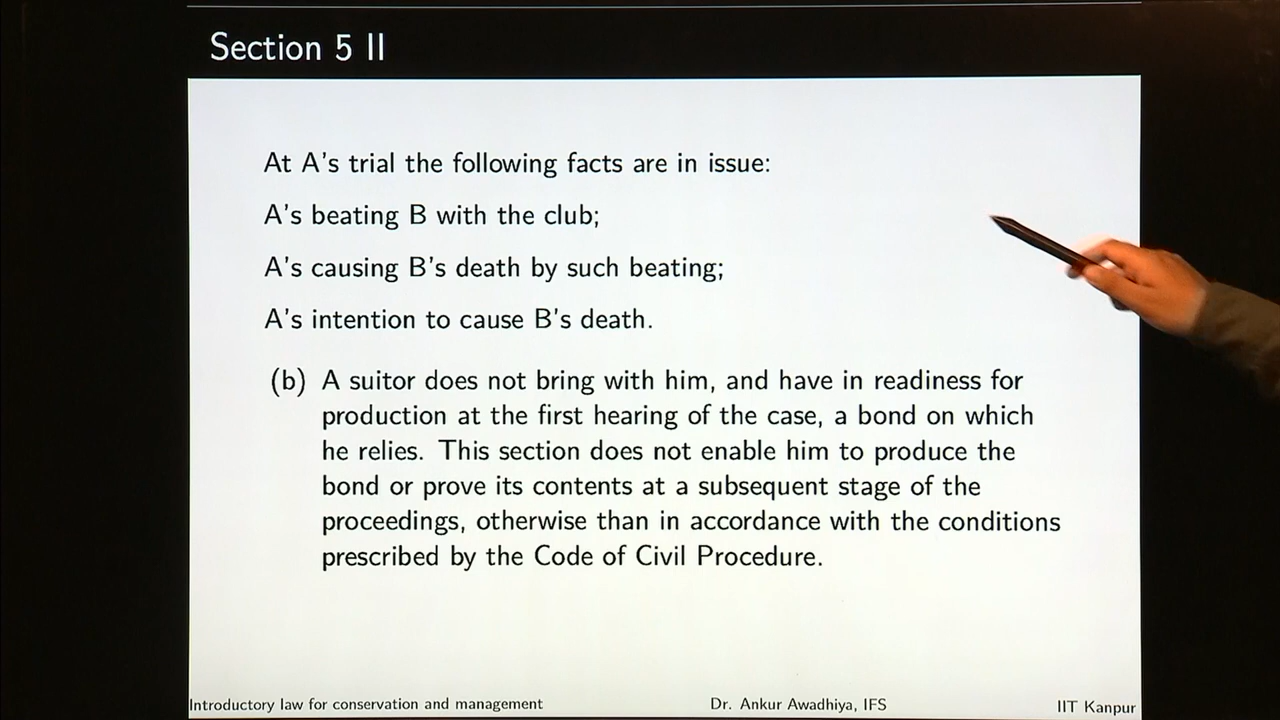 Section 5 II
At A's trial the following facts are in issue:
A's beating B with the club;
A's causing B's death by such beating;
A's intention to cause B's death.
(b) A suitor does not bring with him, and have in readiness for
production at the first hearing of the case, a bond on which
he relies. This section does not enable him to produce the
bond or prove its contents at a subsequent stage of the
proceedings, otherwise than in accordance with the conditions
prescribed by the Code of Civil Procedure.
Introductory law for conservation and management Dr. Ankur Awadhiya, IFS IIT Kanpur